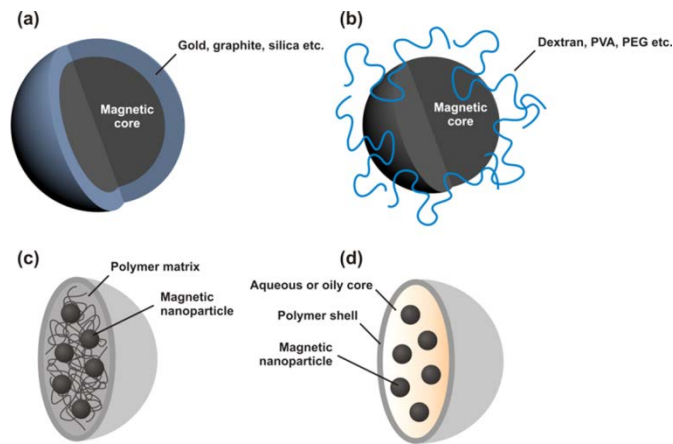 (a)
Gold, graphite, silica etc.
Magnetic
core
(b)
Dextran, PVA, PEG etc.
Magnetic
core
(c)
Polymer matrix
Magnetic
nanoparticle
(d)
Aqueous or oily core
Polymer shell
Magnetic
nanoparticle